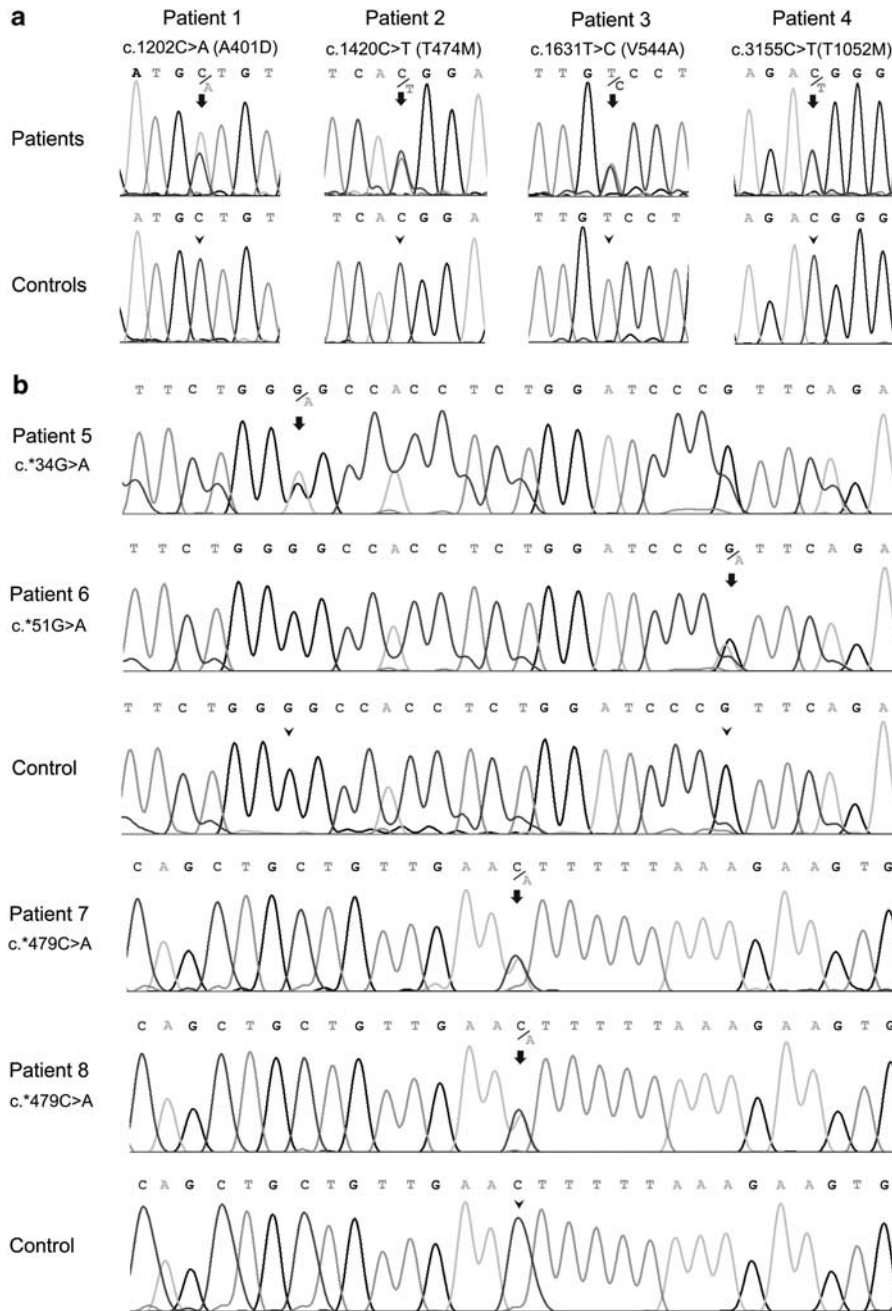 a
Patient 1 Patient 2 Patient 3 Patient 4
c.1202C>A (A401D) c.1420C>T (T474M) c.1631T>C (V544A) c.3155C>T(T1052M)
A T G C/A T G T T C A C/T G G A T T G T/C C C T A G A C/T G G G
Patients
A T G C T G T T C A C G G A T T G T C C T A G A C G G G
Controls
b
T T C T G G G/A G C C A C C T C T G G A T C C C G T T C A G A
Patient 5
c.*34G>A
T T C T G G G G C C A C C T C T G G A T C C C G/A T T C A G A
Patient 6
c.*51G>A
T T C T G G G G C C A C C T C T G G A T C C C G T T C A G A
Control
C A G C T G C T G T T G A A C/A T T T T T A A A G A A G T G
Patient 7
c.*479C>A
C A G C T G C T G T T G A A C/A T T T T T A A A G A A G T G
Patient 8
c.*479C>A
C A G C T G C T G T T G A A C T T T T T A A A G A A G T G
Control